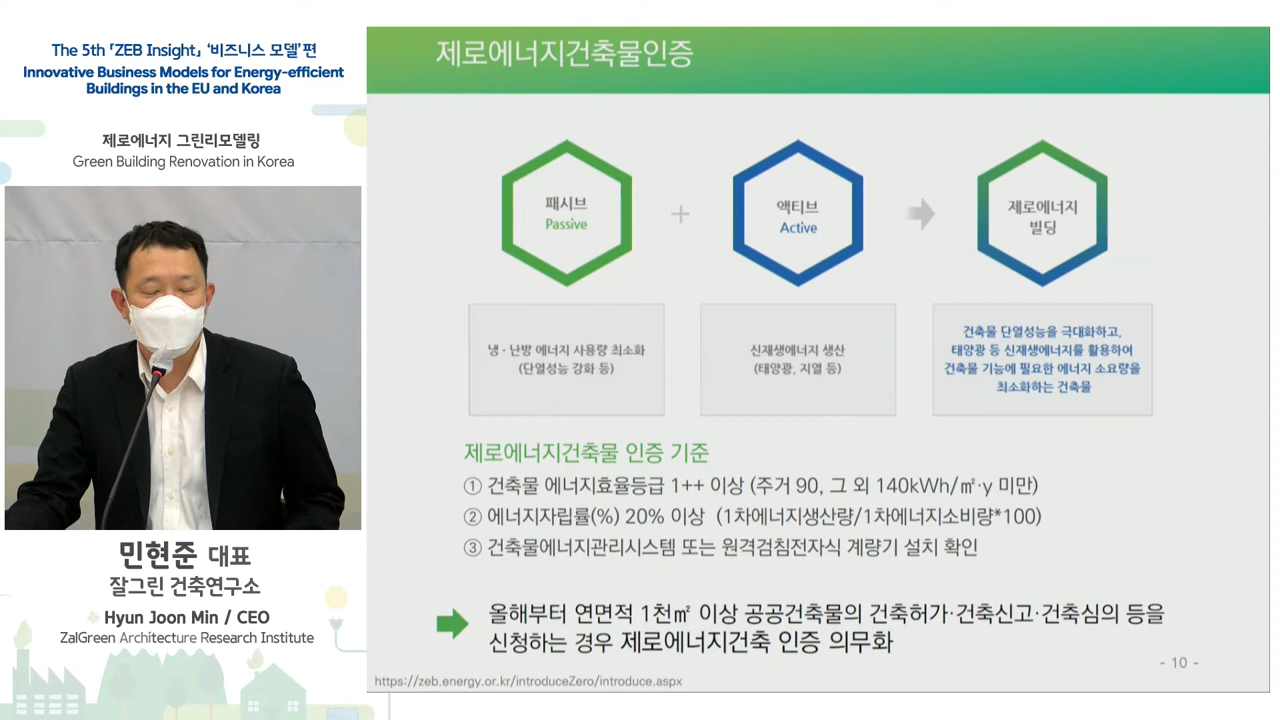 The 5th 「ZEB Insight」 ‘비즈니스 모델’ 편
Innovative Business Models for Energy-efficient
Buildings in the EU and Korea
제로에너지 그린리모델링
Green Building Renovation in Korea
민현준 대표
잘그린 건축연구소
Hyun Joon Min / CEO
ZalGreen Architecture Research Institute
제로에너지건축물인증
패시브
Passive
+
액티브
Active
제로에너지
빌딩
냉·난방 에너지 사용량 최소화
(단열성능 강화 등)
신재생에너지 생산
(태양광, 지열 등)
건축물 단열성능을 극대화하고,
태양광 등 신재생에너지를 활용하여
건축물 기능에 필요한 에너지 소요량을
최소화하는 건축물
제로에너지건축물 인증 기준
① 건축물 에너지효율등급 1++ 이상 (주거 90, 그 외 140kWh/㎡·y 미만)
② 에너지자립률(%) 20% 이상 (1차에너지생산량/1차에너지소비량*100)
③ 건축물에너지관리시스템 또는 원격검침전자식 계량기 설치 확인
올해부터 연면적 1천㎡ 이상 공공건축물의 건축허가·건축신고·건축심의 등을
신청하는 경우 제로에너지건축 인증 의무화
- 10 -
https://zeb.energy.or.kr/introduceZero/introduce.aspx